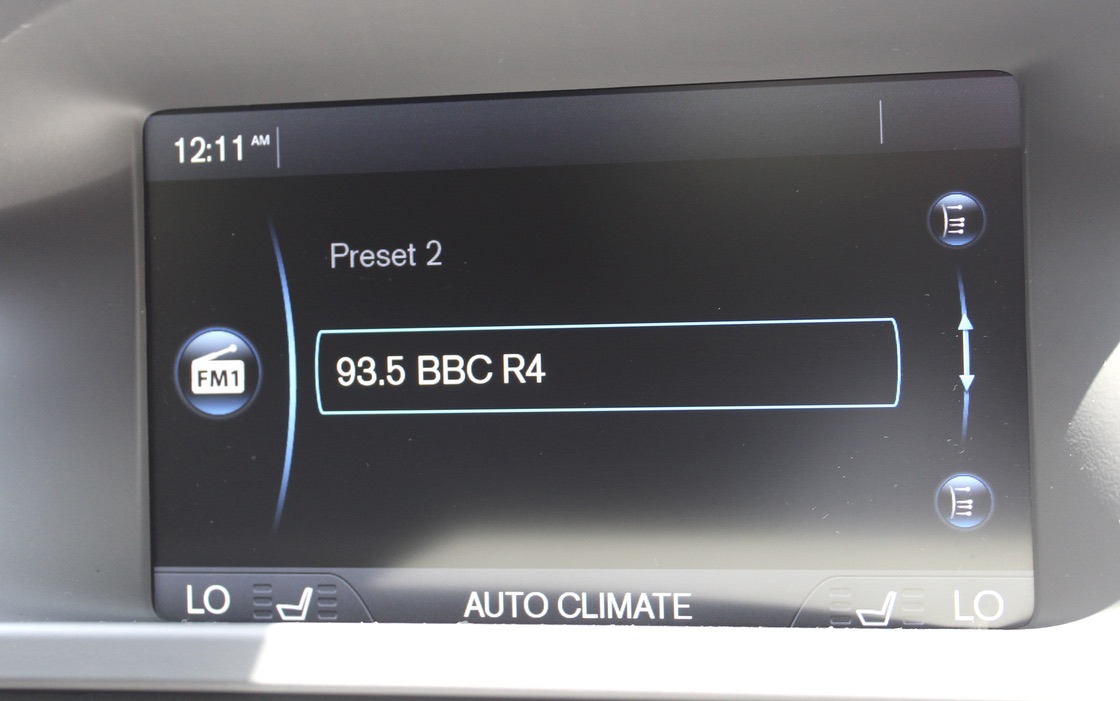 12:11 AM
Preset 2
FM1
93.5 BBC R4
LO AUTO CLIMATE LO